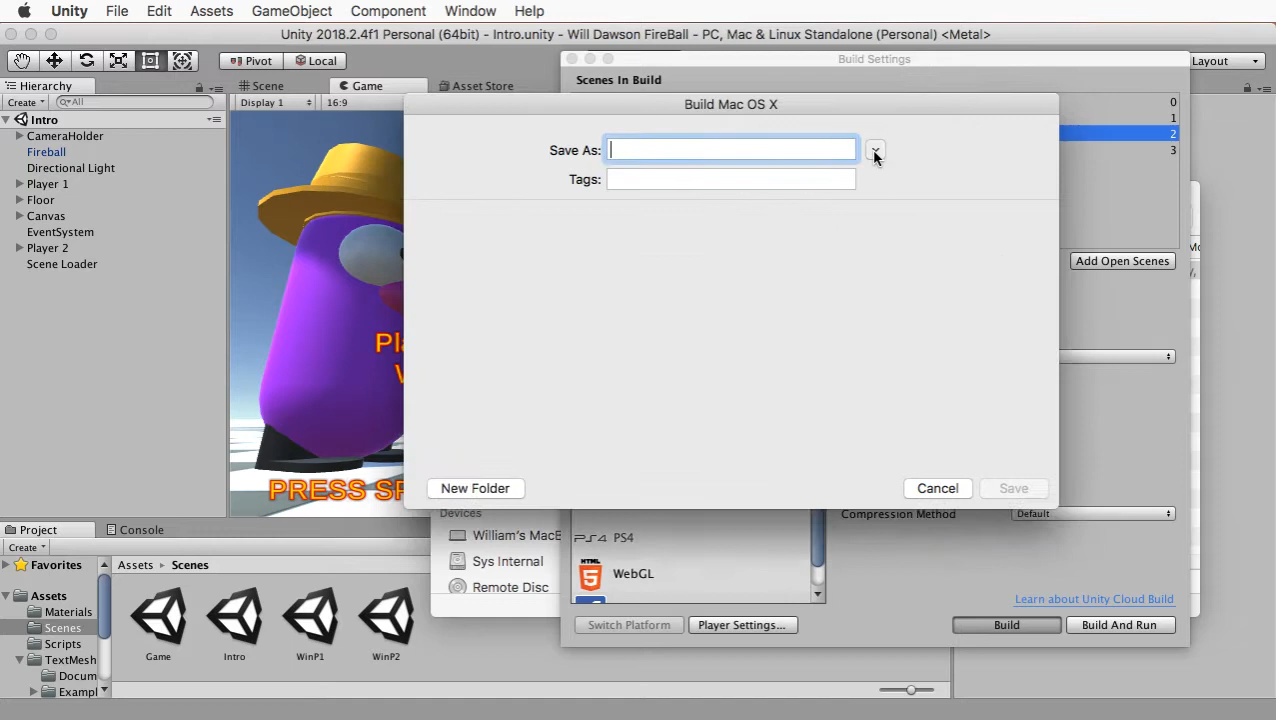 Unity File Edit Assets GameObject Component Window Help
Unity 2018.2.4f1 Personal (64bit) - Intro.unity - Will Dawson FireBall - PC, Mac & Linux Standalone (Personal) <Metal>
Pivot Local Layout
Build Settings
Scenes In Build
0
1
2
3
Add Open Scenes
Hierarchy
Create All
Intro
CameraHolder
Fireball
Directional Light
Player 1
Floor
Canvas
EventSystem
Player 2
Scene Loader
Scene Game Asset Store
Display 1 16:9
PRESS SP
Build Mac OS X
Save As:
Tags:
New Folder Cancel Save
Devices
William's MacB
Sys Internal
Remote Disc
PS4
HTML
WebGL
Compression Method Default
Learn about Unity Cloud Build
Switch Platform Player Settings... Build Build And Run
Project Console
Create
Favorites
Assets
Materials
Scenes
Scripts
TextMesh
Docum
Exampl
Assets Scenes
Game Intro WinP1 WinP2